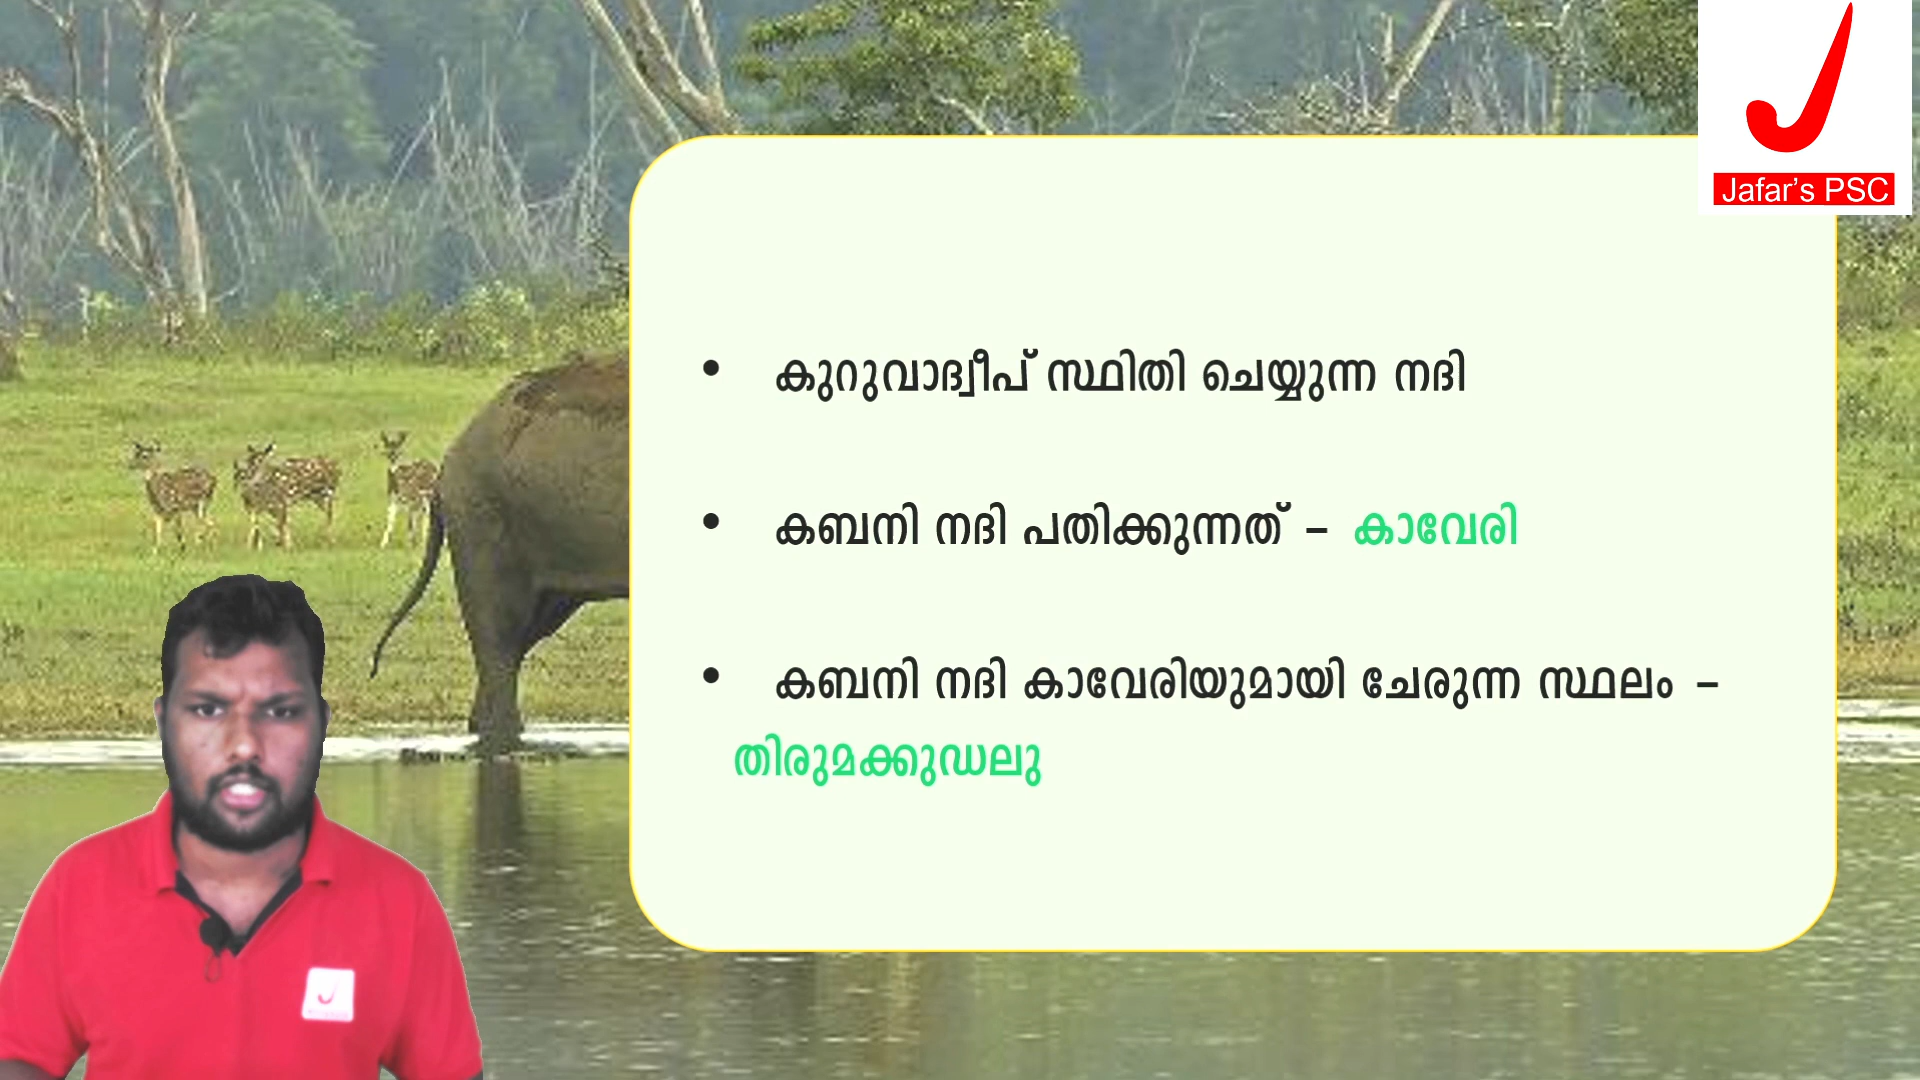 Jafar's PSC
• കുറുവാദ്വീപ് സ്ഥിതി ചെയ്യുന്ന നദി
• കബനി നദി പതിക്കുന്നത് – കാവേരി
• കബനി നദി കാവേരിയുമായി ചേരുന്ന സ്ഥലം –
തിരുമക്കുഡലു